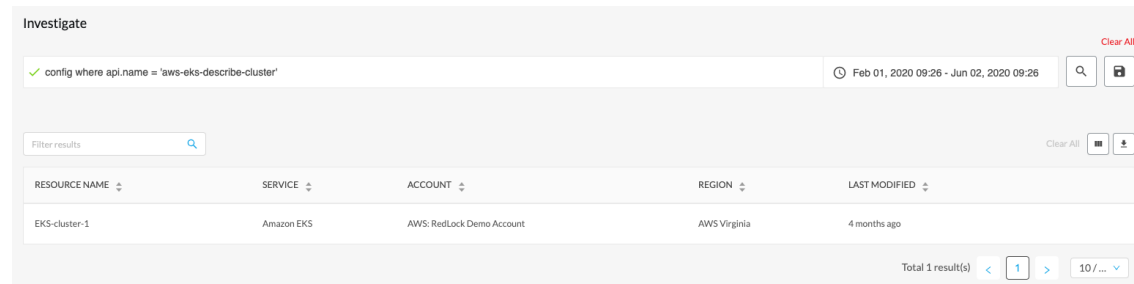 Investigate
Clear All
config where api.name = 'aws-eks-describe-cluster'
Feb 01, 2020 09:26 - Jun 02, 2020 09:26
Filter results
Clear All
RESOURCE NAME SERVICE ACCOUNT REGION LAST MODIFIED
EKS-cluster-1 Amazon EKS AWS: RedLock Demo Account AWS Virginia 4 months ago
Total 1 result(s) < 1 > 10 / ...